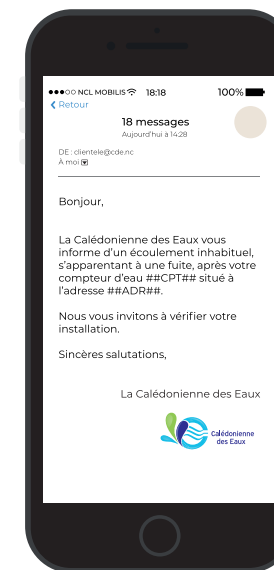 NCL MOBILIS 18:18 100%
Retour
18 messages
Aujourd'hui à 14:28
DE : clientele@cde.nc
À moi
Bonjour,
La Calédonienne des Eaux vous
informe d'un écoulement inhabituel,
s'apparentant à une fuite, après votre
compteur d'eau ##CPT## situé à
l'adresse ##ADR##.
Nous vous invitons à vérifier votre
installation.
Sincères salutations,
La Calédonienne des Eaux
Calédonienne
des Eaux